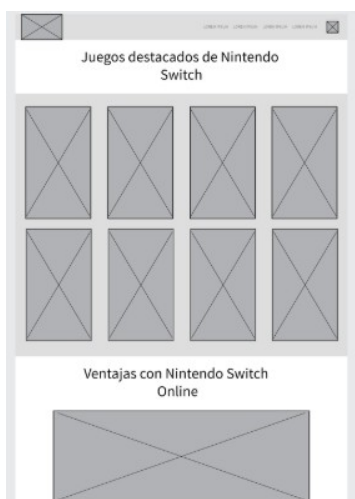 Juegos destacados de Nintendo
Switch
Ventajas con Nintendo Switch
Online